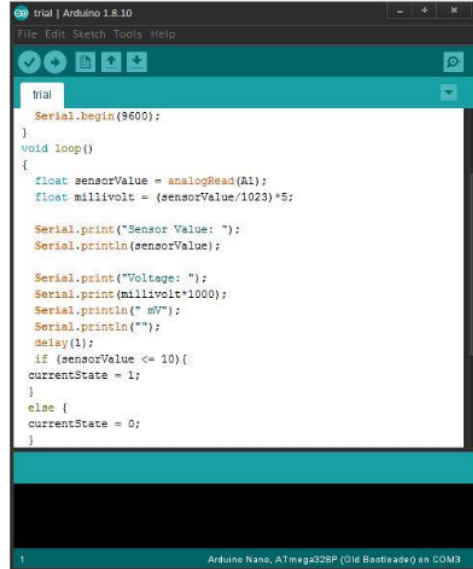 trial | Arduino 1.8.10
File Edit Sketch Tools Help
trial
Serial.begin(9600);
}
void loop()
{
float sensorValue = analogRead(A1);
float millivolt = (sensorValue/1023)*5;
Serial.print("Sensor Value: ");
Serial.println(sensorValue);
Serial.print("Voltage: ");
Serial.print(millivolt*1000);
Serial.println(" mV");
Serial.println("");
delay(1);
if (sensorValue <= 10){
currentState = 1;
}
else {
currentState = 0;
}
1 Arduino Nano, ATmega328P (Old Bootloader) on COM3